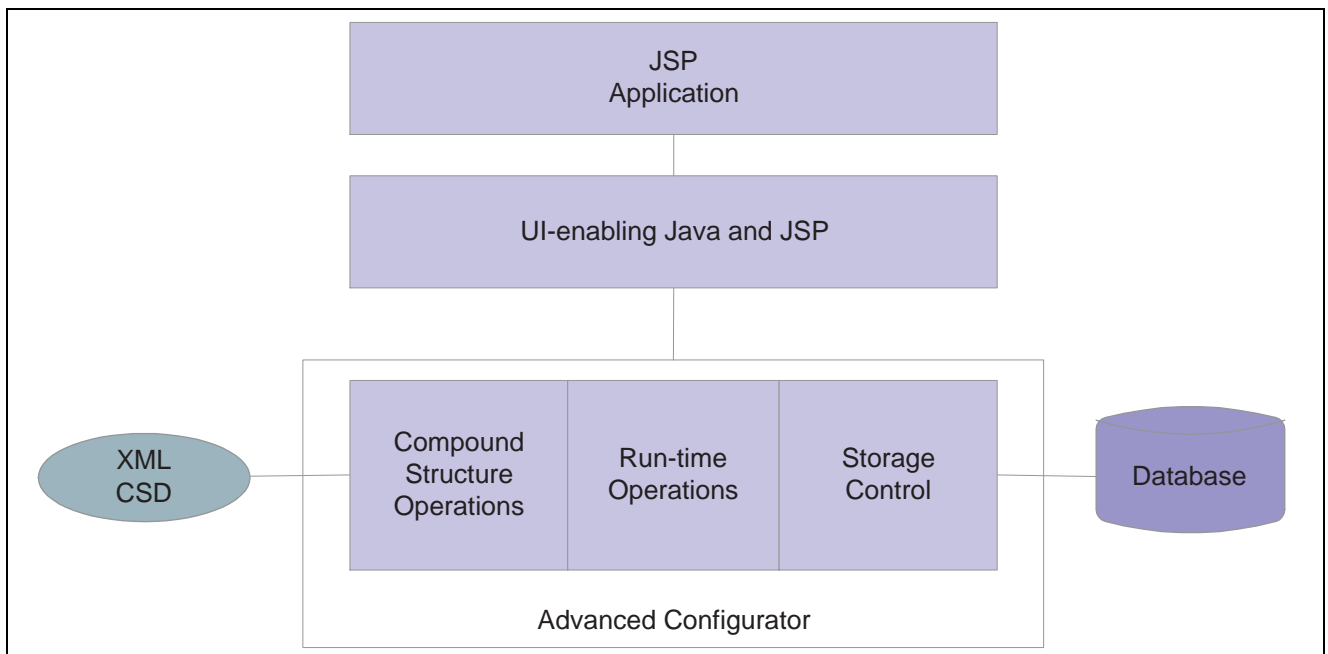 JSP
Application
UI-enabling Java and JSP
XML
CSD
Compound
Structure
Operations
Run-time
Operations
Storage
Control
Database
Advanced Configurator